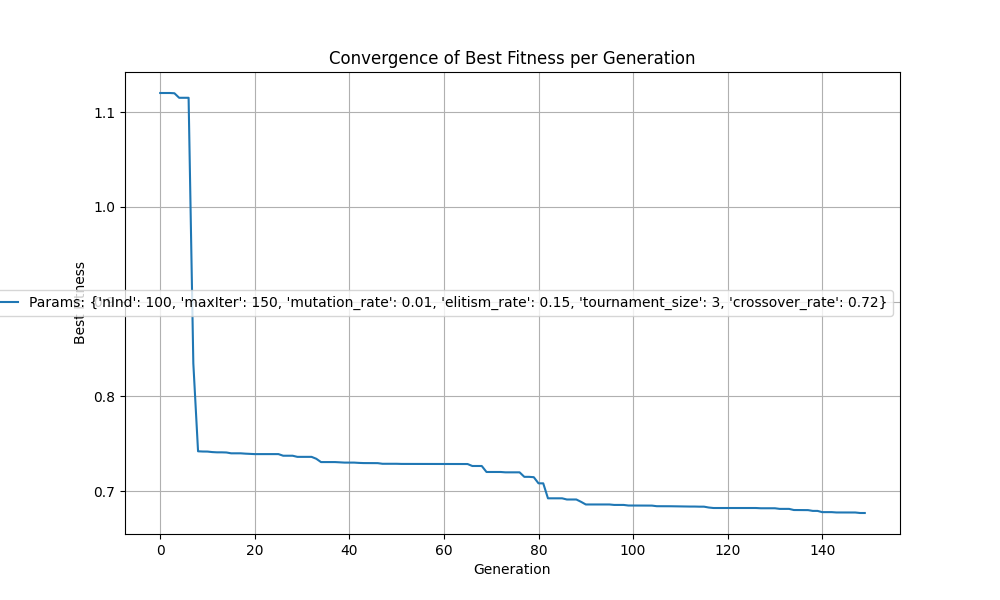 Convergence of Best Fitness per Generation
1.1
1.0
0.8
0.7
Best
ness
Params: {'nInd': 100, 'maxIter': 150, 'mutation_rate': 0.01, 'elitism_rate': 0.15, 'tournament_size': 3, 'crossover_rate': 0.72}
0 20 40 60 80 100 120 140
Generation